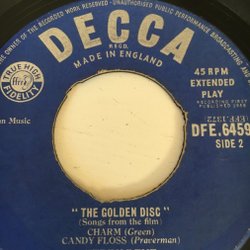 THE OWNER OF THE RECORDED WORK RESERVED · UNAUTHORISED PUBLIC PERFORMANCE BROADCASTING AND
DECCA
REGD.
MADE IN ENGLAND
TRUE HIGH
FIDELITY
45 RPM
EXTENDED
PLAY
RECORDING FIRST
DFE.6459
SIDE 2
Music
"THE GOLDEN DISC"
(Songs from the film)
CHARM (Green)
CANDY FLOSS (Praverman)